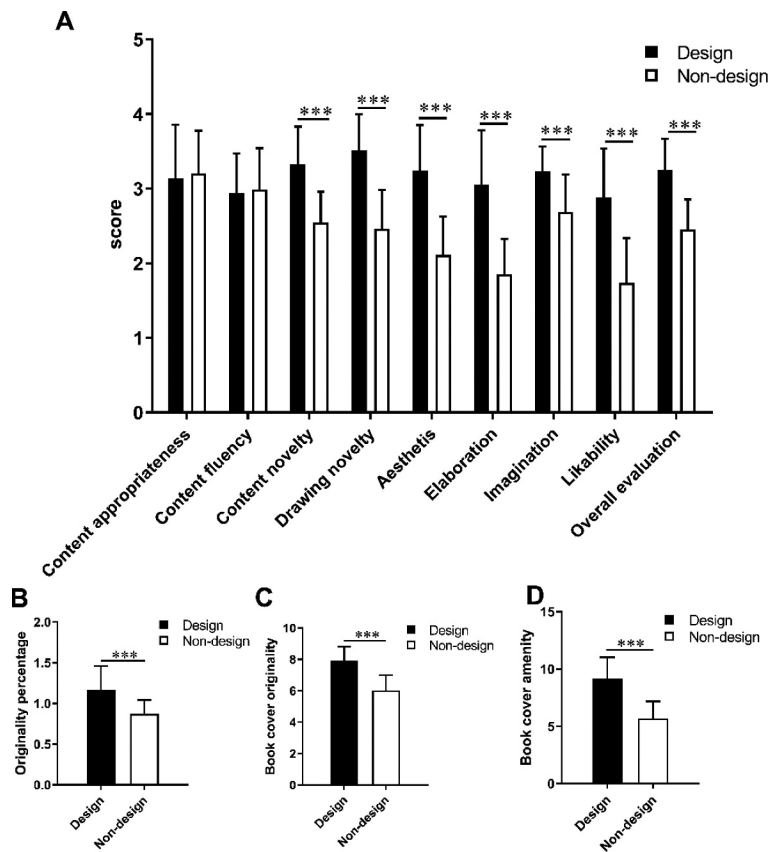 A
Design
Non-design
score
5
4
3
2
1
0
***
***
***
***
***
***
***
Content appropriateness
Content fluency
Content novelty
Drawing novelty
Aesthetis
Elaboration
Imagination
Likability
Overall evaluation
B
Design
Non-design
***
Originality percentage
2.0
1.5
1.0
0.5
0.0
Design
Non-design
C
Design
Non-design
***
Book cover originality
10
8
6
4
2
0
Design
Non-design
D
Design
Non-design
***
Book cover amenity
15
10
5
0
Design
Non-design